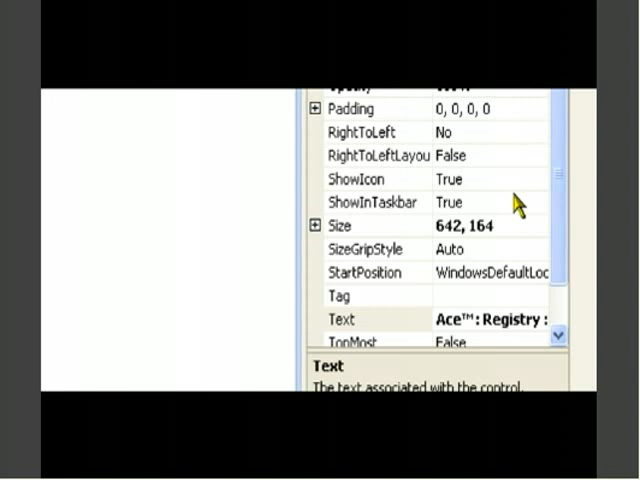 Padding 0, 0, 0, 0
RightToLeft No
RightToLeftLayou False
ShowIcon True
ShowInTaskbar True
Size 642, 164
SizeGripStyle Auto
StartPosition WindowsDefaultLoc
Tag
Text Ace™: Registry :
TopMost False
Text
The text associated with the control.